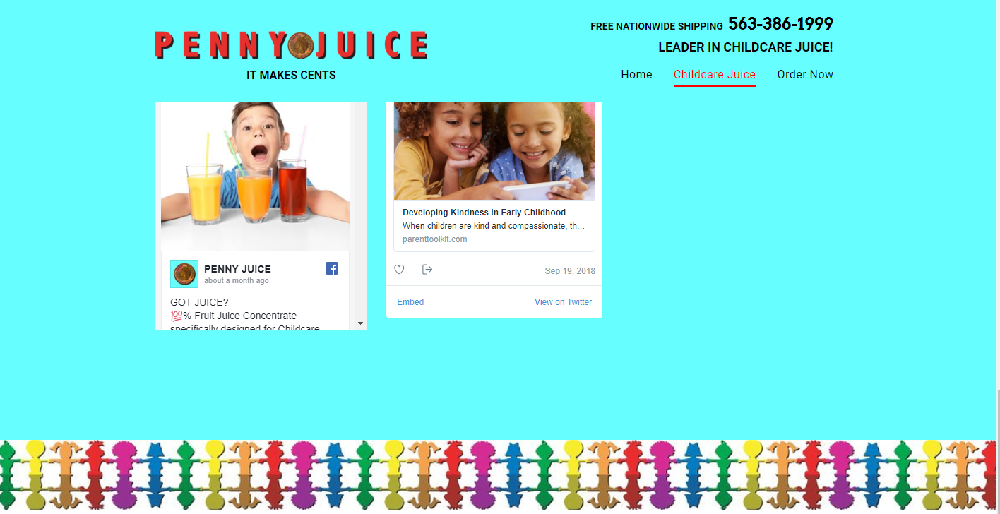 PENNY JUICE
IT MAKES CENTS
FREE NATIONWIDE SHIPPING 563-386-1999
LEADER IN CHILDCARE JUICE!
Home Childcare Juice Order Now
PENNY JUICE
about a month ago
GOT JUICE?
💯% Fruit Juice Concentrate
specifically designed for Childcare
Developing Kindness in Early Childhood
When children are kind and compassionate, th…
parenttoolkit.com
Sep 19, 2018
Embed View on Twitter